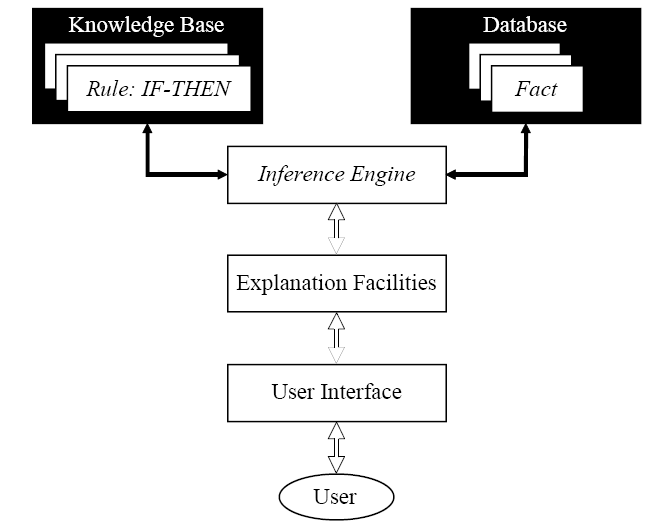 Knowledge Base
Database
Rule: IF-THEN
Fact
Inference Engine
Explanation Facilities
User Interface
User